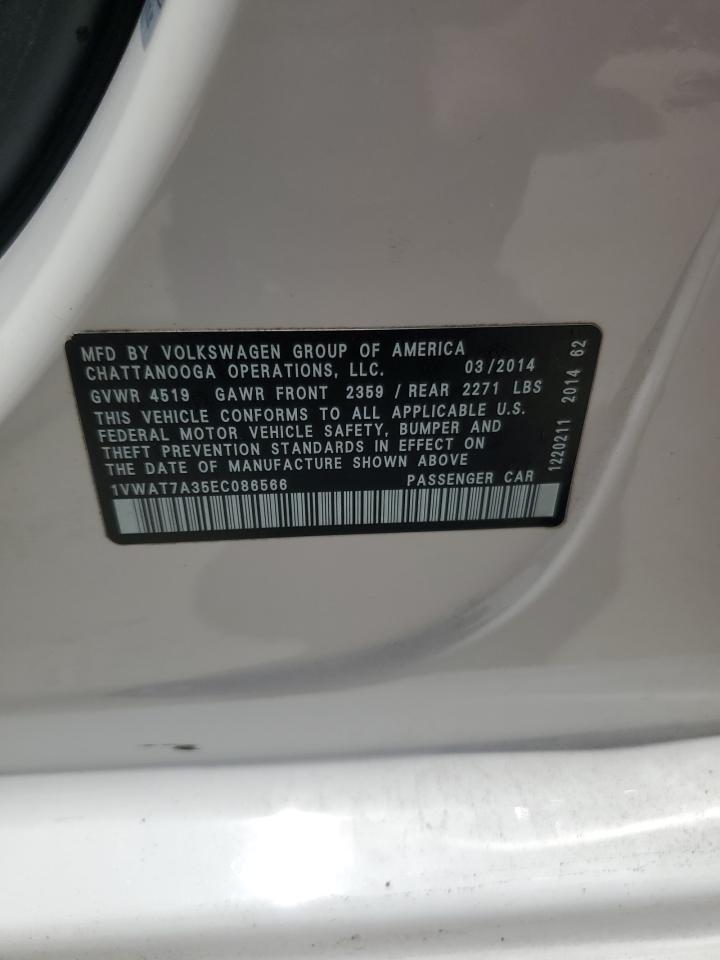 MFD BY VOLKSWAGEN GROUP OF AMERICA
CHATTANOOGA OPERATIONS, LLC. 03/2014
GVWR 4519 GAWR FRONT 2359 / REAR 2271 LBS
THIS VEHICLE CONFORMS TO ALL APPLICABLE U.S.
FEDERAL MOTOR VEHICLE SAFETY, BUMPER AND
THEFT PREVENTION STANDARDS IN EFFECT ON
THE DATE OF MANUFACTURE SHOWN ABOVE.
1VWAT7A35EC086566 PASSENGER CAR
1220211 2014 62